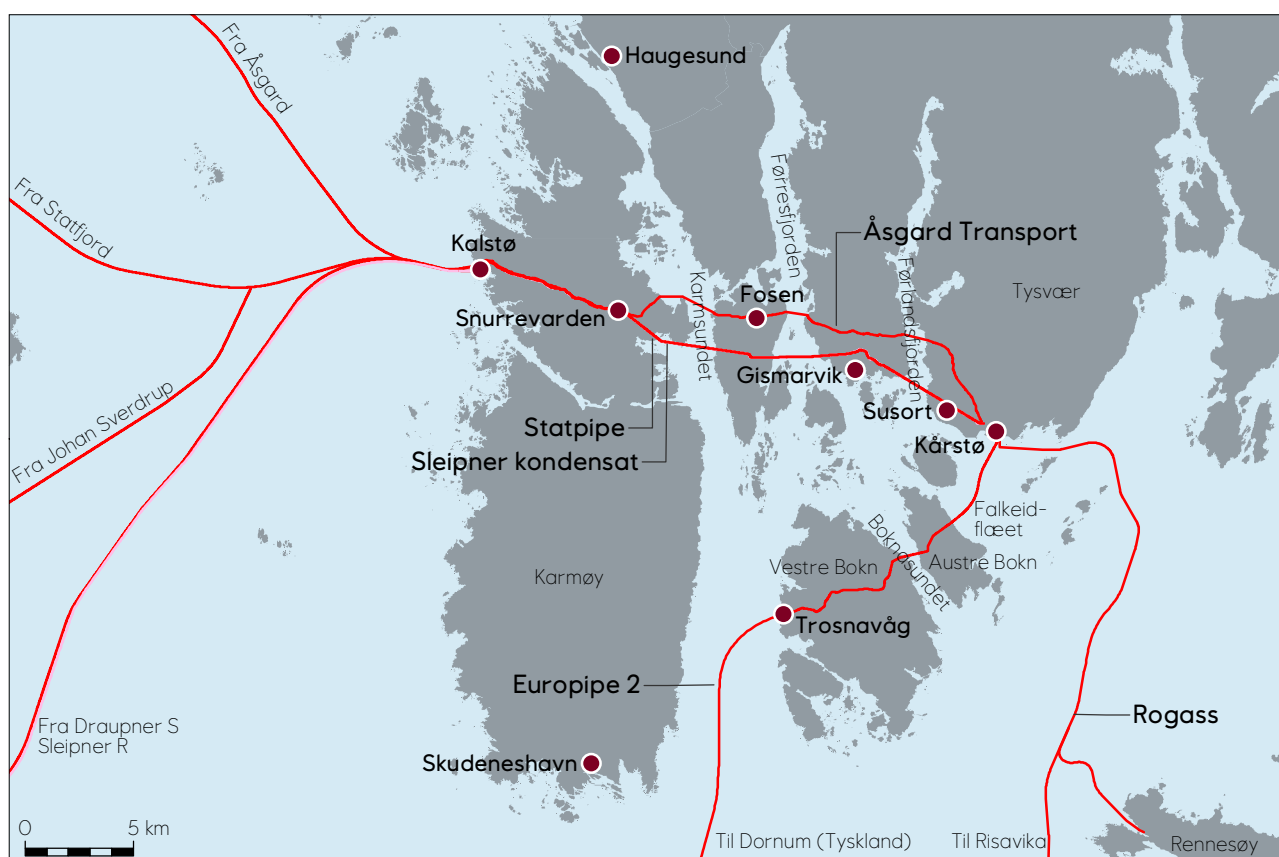 Haugesund
Fra Åsgard
Fra Statfjord
Førresfjorden
Åsgard Transport
Kalstø
Karmsundet
Fosen
Førlandsfjorden
Tysvær
Snurrevarden
Gismarvik
Fra Johan Sverdrup
Statpipe
Susort
Sleipner kondensat
Kårstø
Falkeid-
flæet
Boknasundet
Karmøy
Vestre Bokn
Austre Bokn
Trosnavåg
Europipe 2
Fra Draupner S
Sleipner R
Rogass
Skudeneshavn
0 5 km
Til Dornum (Tyskland)
Til Risavika
Rennesøy